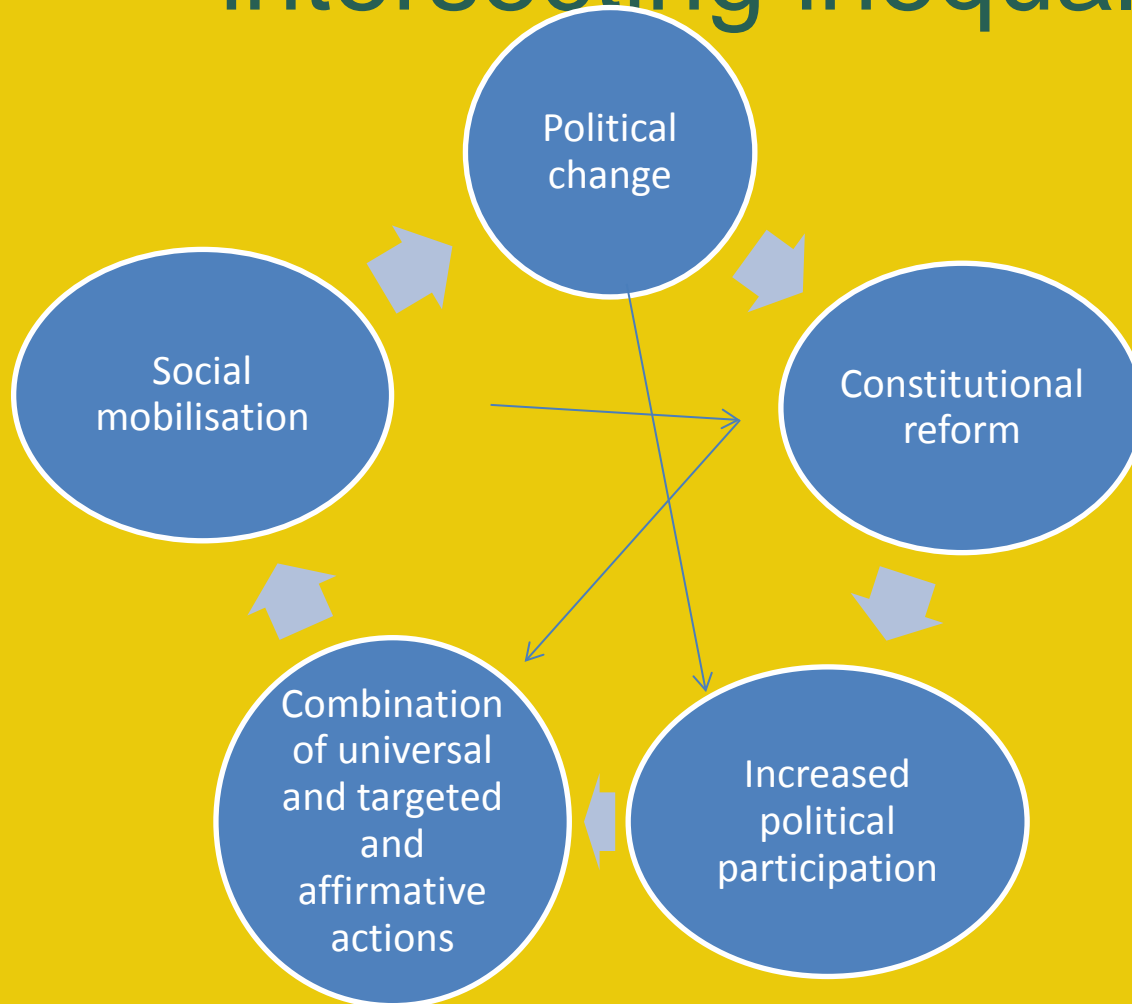 Political
change
Social
mobilisation
Constitutional
reform
Combination
of universal
and targeted
and
affirmative
actions
Increased
political
participation